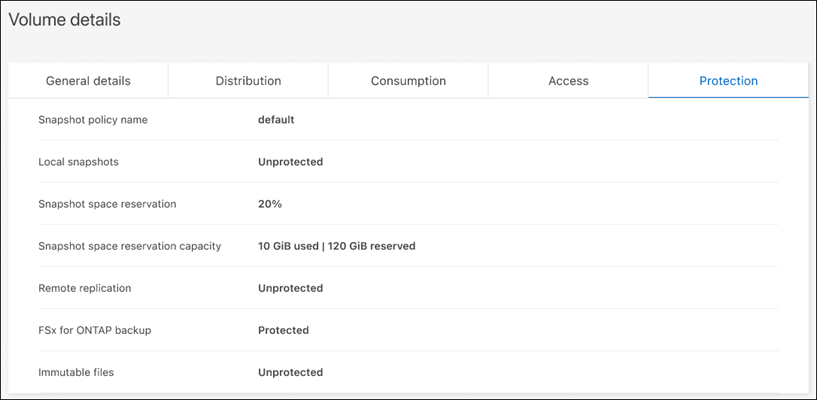 Volume details
General details Distribution Consumption Access Protection
Snapshot policy name default
Local snapshots Unprotected
Snapshot space reservation 20%
Snapshot space reservation capacity 10 GiB used | 120 GiB reserved
Remote replication Unprotected
FSx for ONTAP backup Protected
Immutable files Unprotected